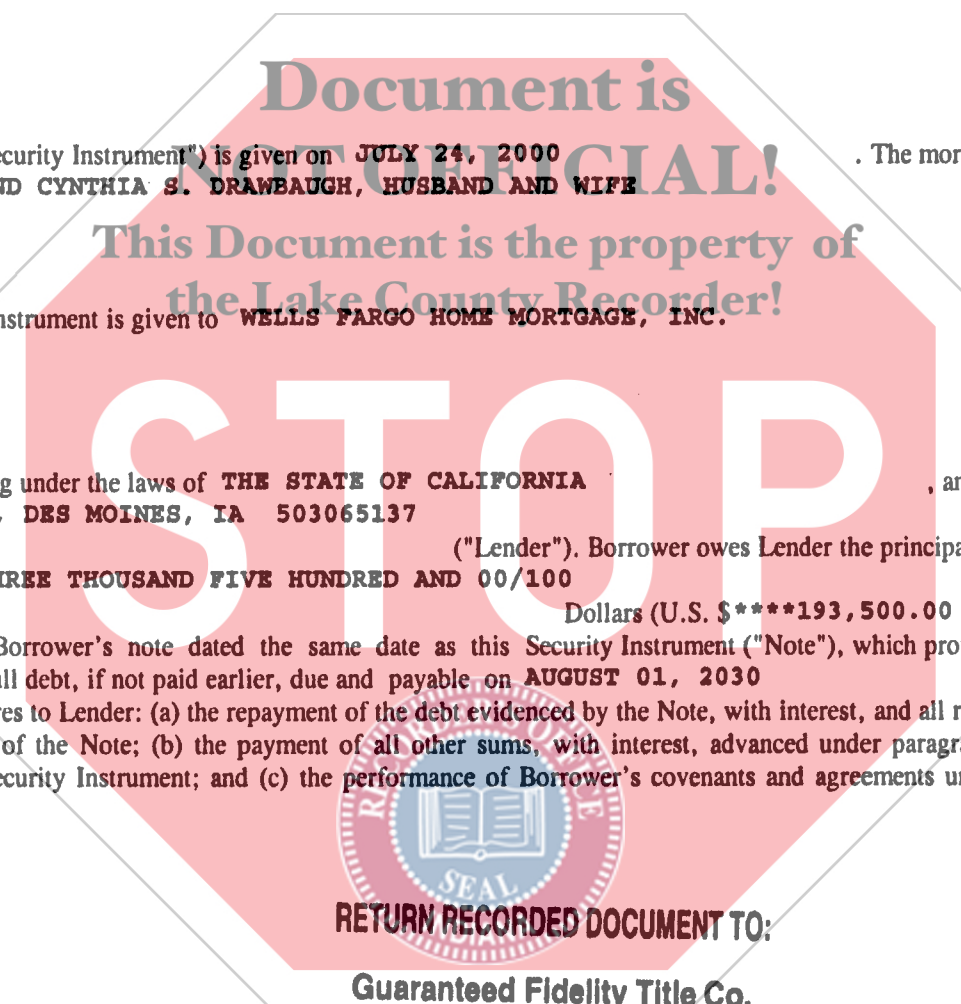 Document is
ecurity Instrument") is given on JULY 24, 2000 . The mor
NOT OFFICIAL!
ND CYNTHIA S. DRAWBAUGH, HUSBAND AND WIFE
This Document is the property of
the Lake County Recorder!
nstrument is given to WELLS FARGO HOME MORTGAGE, INC.
STOP
g under the laws of THE STATE OF CALIFORNIA , an
, DES MOINES, IA 503065137
("Lender"). Borrower owes Lender the principa
IREE THOUSAND FIVE HUNDRED AND 00/100
Dollars (U.S. $****193,500.00
Borrower's note dated the same date as this Security Instrument ("Note"), which pro
ll debt, if not paid earlier, due and payable on AUGUST 01, 2030
res to Lender: (a) the repayment of the debt evidenced by the Note, with interest, and all r
of the Note; (b) the payment of all other sums, with interest, advanced under paragra
ecurity Instrument; and (c) the performance of Borrower's covenants and agreements un
SEAL
RETURN RECORDED DOCUMENT TO:
Guaranteed Fidelity Title Co.